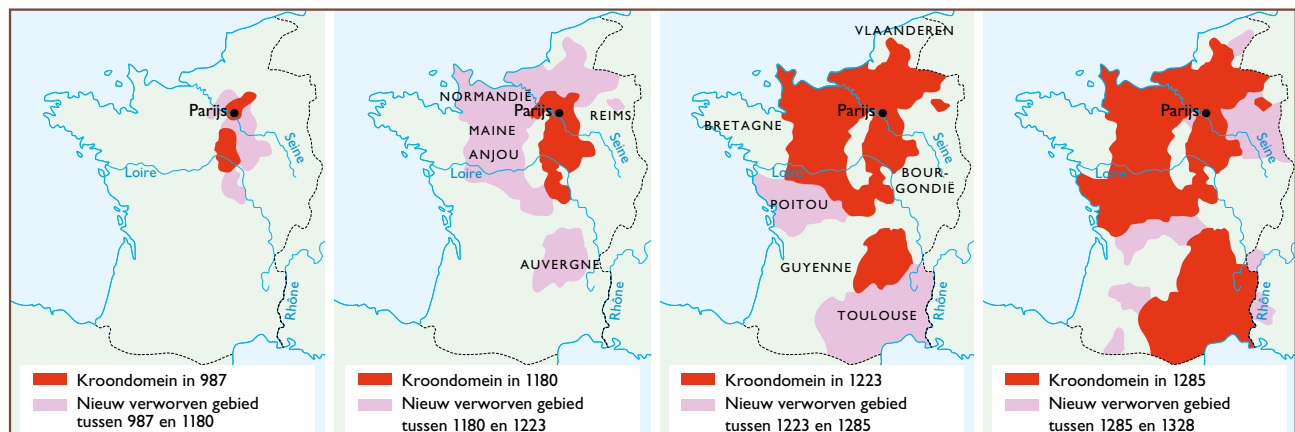 Parijs
Seine
Loire
Rhône
Kroondomein in 987
Nieuw verworven gebied
tussen 987 en 1180
NORMANDIË
Parijs
REIMS
MAINE
Seine
ANJOU
Loire
AUVERGNE
Rhône
Kroondomein in 1180
Nieuw verworven gebied
tussen 1180 en 1223
VLAANDEREN
Parijs
BRETAGNE
Seine
Loire
BOUR-
GONDIË
POITOU
GUYENNE
Rhône
TOULOUSE
Kroondomein in 1223
Nieuw verworven gebied
tussen 1223 en 1285
Parijs
Seine
Loire
Rhône
Kroondomein in 1285
Nieuw verworven gebied
tussen 1285 en 1328